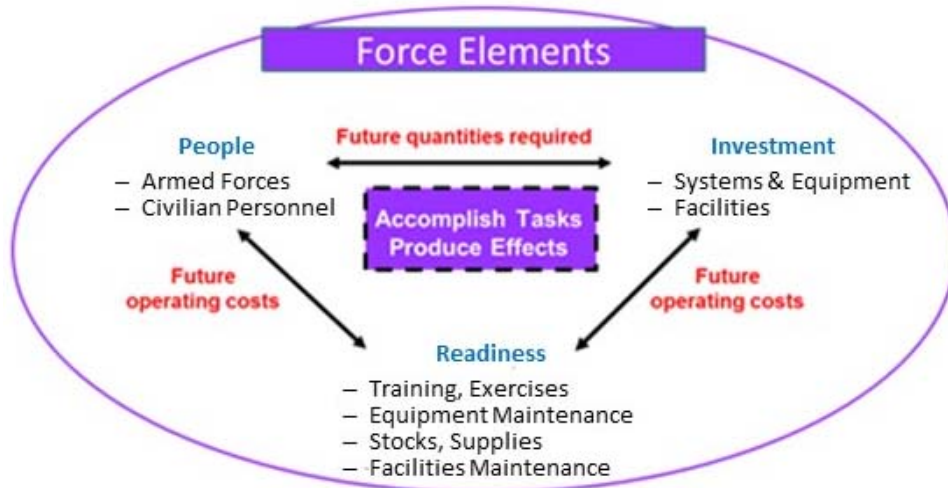 Force Elements
Future quantities required
People
– Armed Forces
– Civilian Personnel
Investment
– Systems & Equipment
– Facilities
Accomplish Tasks
Produce Effects
Future
operating costs
Future
operating costs
Readiness
– Training, Exercises
– Equipment Maintenance
– Stocks, Supplies
– Facilities Maintenance